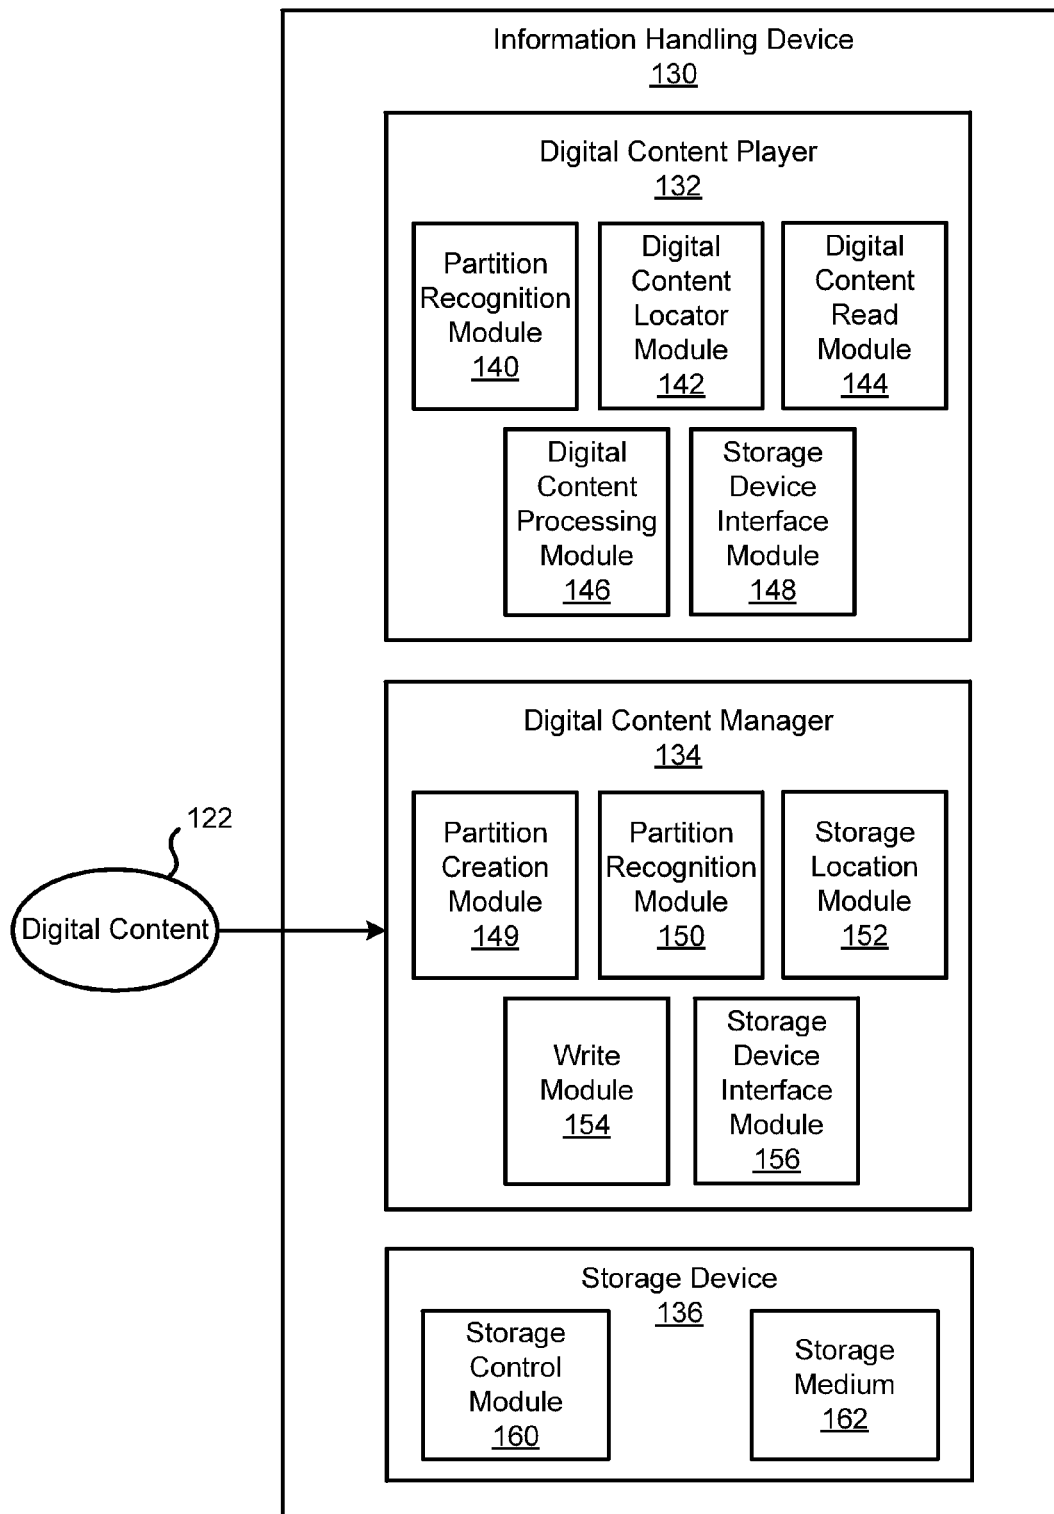 Information Handling Device
130
Digital Content Player
132
Partition
Recognition
Module
140
Digital
Content
Locator
Module
142
Digital
Content
Read
Module
144
Digital
Content
Processing
Module
146
Storage
Device
Interface
Module
148
Digital Content Manager
134
122
Digital Content
Partition
Creation
Module
149
Partition
Recognition
Module
150
Storage
Location
Module
152
Write
Module
154
Storage
Device
Interface
Module
156
Storage Device
136
Storage
Control
Module
160
Storage
Medium
162